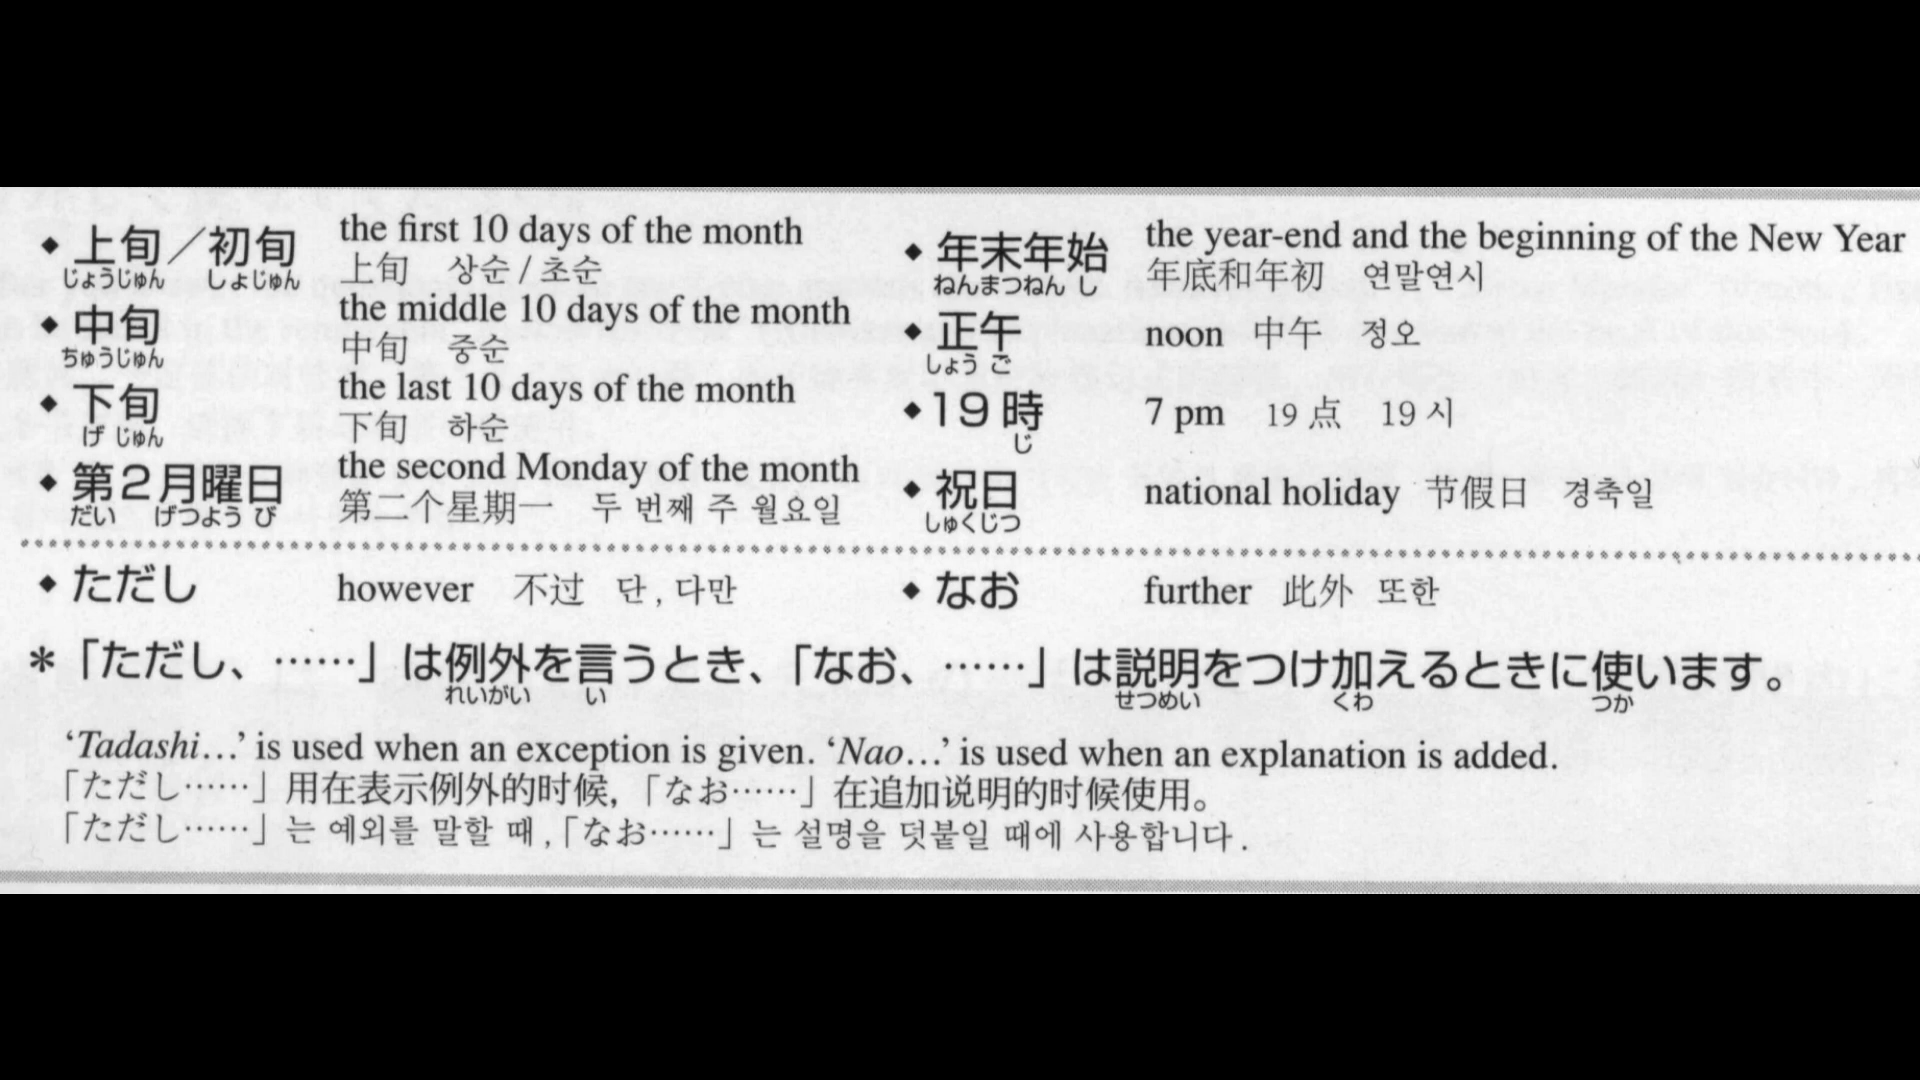 ◆上旬／初旬
じょうじゅん しょじゅん
the first 10 days of the month
上旬 상순 / 초순
◆中旬
ちゅうじゅん
the middle 10 days of the month
中旬 중순
◆下旬
げ じゅん
the last 10 days of the month
下旬 하순
◆第2月曜日
だい げつよう び
the second Monday of the month
第二个星期一 두 번째 주 월요일
◆年末年始
ねんまつねん し
the year-end and the beginning of the New Year
年底和年初 연말연시
◆正午
しょう ご
noon 中午 정오
◆19時
じ
7 pm 19 点 19 시
◆祝日
しゅくじつ
national holiday 节假日 경축일
◆ただし however 不过 단 , 다만
◆なお further 此外 또한
＊「ただし、……」は例外を言うとき、「なお、……」は説明をつけ加えるときに使います。
れいがい い せつめい くわ つか
‘Tadashi…’ is used when an exception is given. ‘Nao…’ is used when an explanation is added.
「ただし……」用在表示例外的时候,「なお……」在追加说明的时候使用。
「ただし……」는 예외를 말할 때 ,「なお……」는 설명을 덧붙일 때에 사용합니다 .